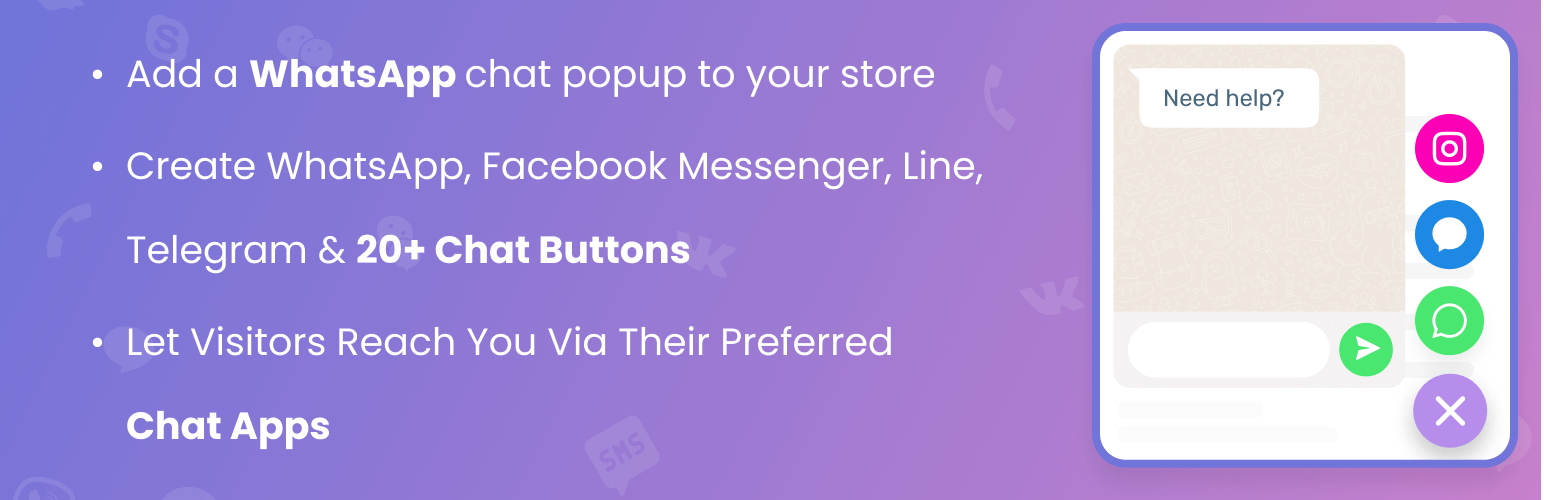 • Add a WhatsApp chat popup to your store
• Create WhatsApp, Facebook Messenger, Line,
Telegram & 20+ Chat Buttons
• Let Visitors Reach You Via Their Preferred
Chat Apps
SMS
Need help?